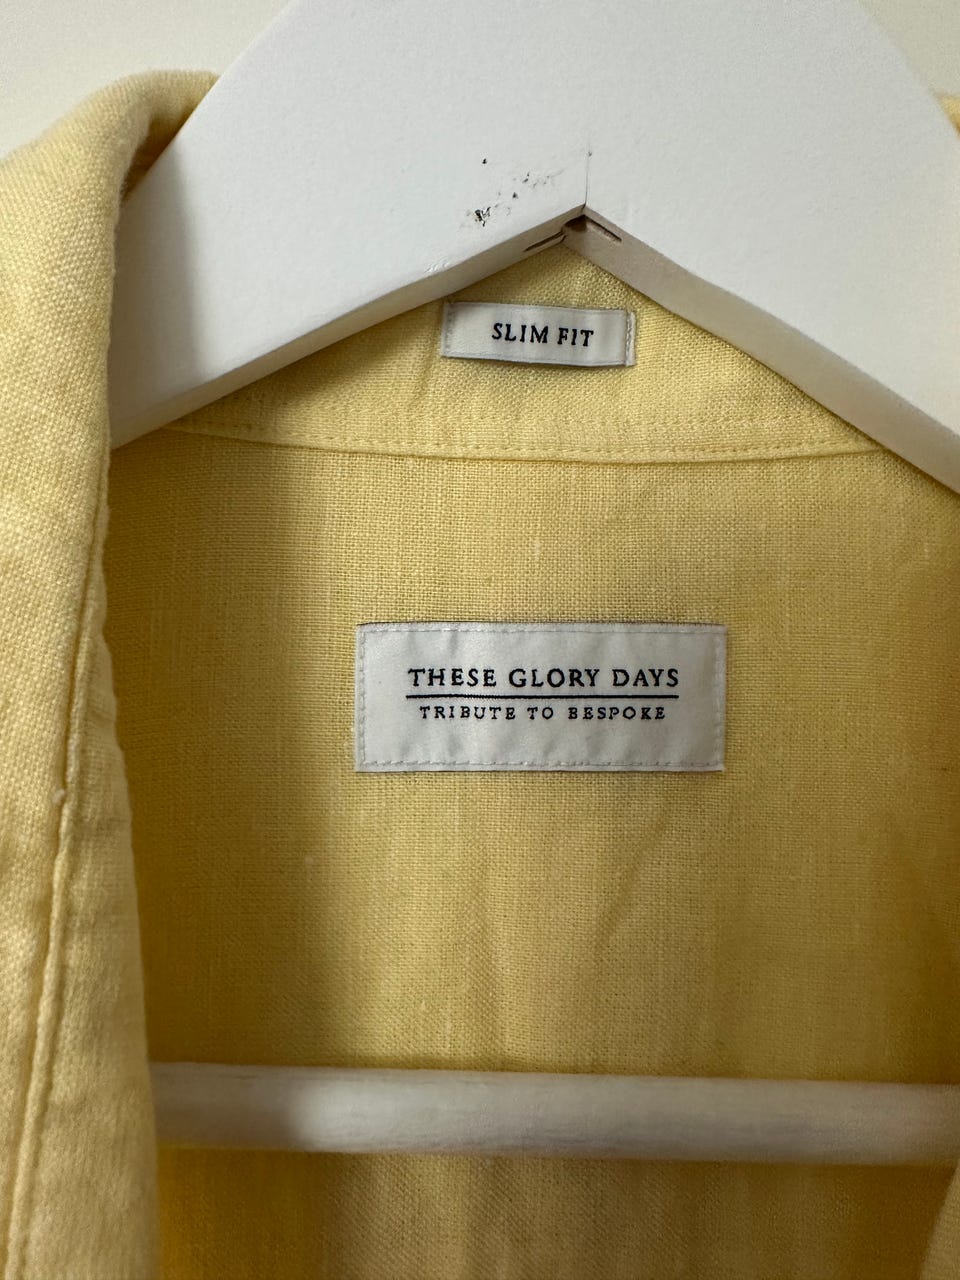 SLIM FIT
THESE GLORY DAYS
TRIBUTE TO BESPOKE